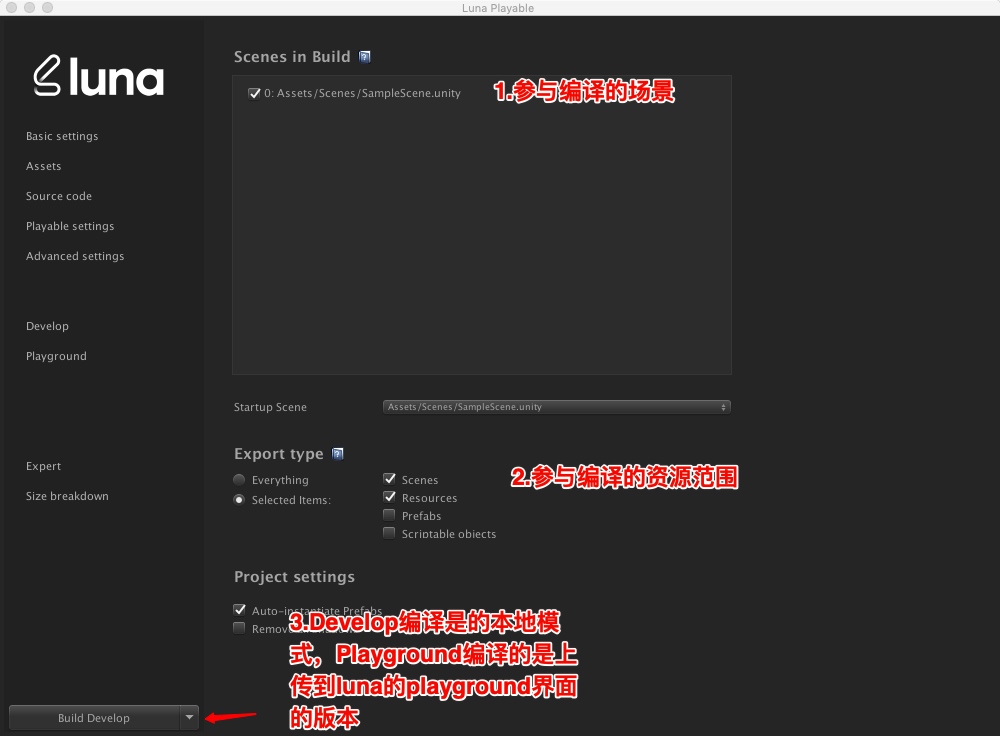 Luna Playable
luna
Basic settings
Assets
Source code
Playable settings
Advanced settings
Develop
Playground
Expert
Size breakdown
Build Develop
Scenes in Build
0: Assets/Scenes/SampleScene.unity
1.参与编译的场景
Startup Scene
Assets/Scenes/SampleScene.unity
Export type
Everything
Selected Items:
Scenes
Resources
Prefabs
Scriptable objects
2.参与编译的资源范围
Project settings
Auto-instantiate Prefabs
3.Develop编译是的本地模
式，Playground编译的是上
传到luna的playground界面
的版本